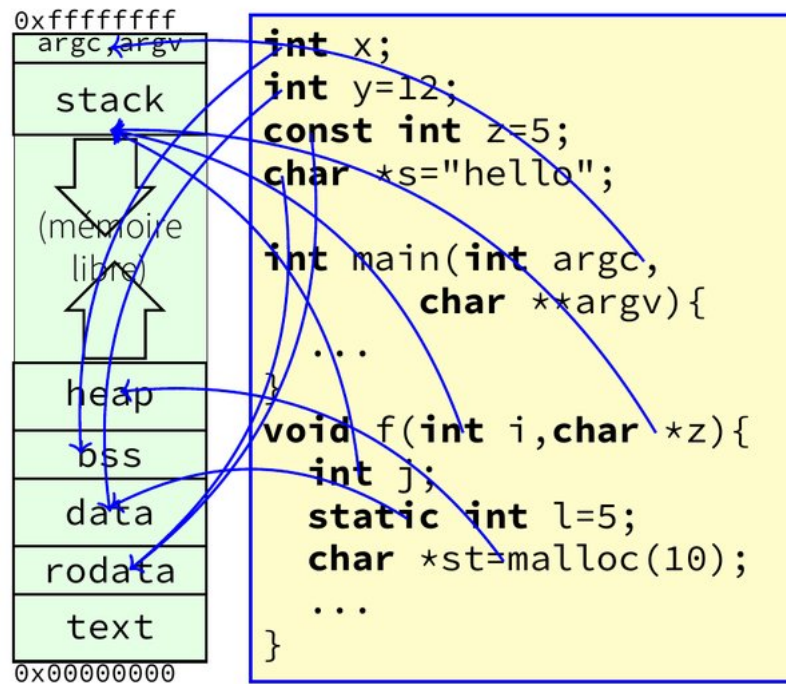 0xffffffff
argc,argv
stack
(mémoire
libre)
heap
bss
data
rodata
text
0x00000000
int x;
int y=12;
const int z=5;
char *s="hello";
int main(int argc,
char **argv){
...
}
void f(int i,char *z){
int j;
static int l=5;
char *st=malloc(10);
...
}